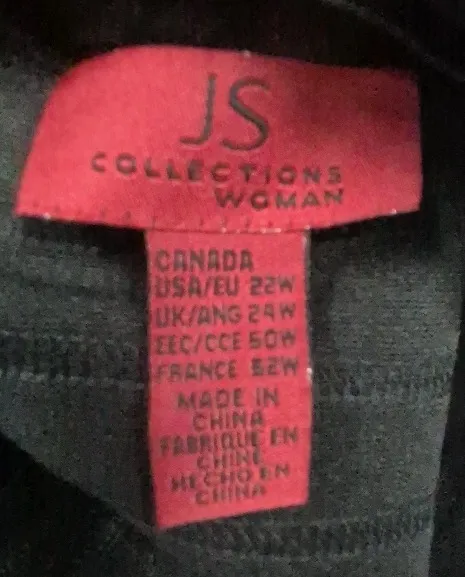 JS
COLLECTIONS
WOMAN
CANADA
USA/EU 22W
UK/ANG 24W
EEC/CCE 50W
FRANCE 52W
MADE IN
CHINA
FABRIQUE EN
CHINE
HECHO EN
CHINA